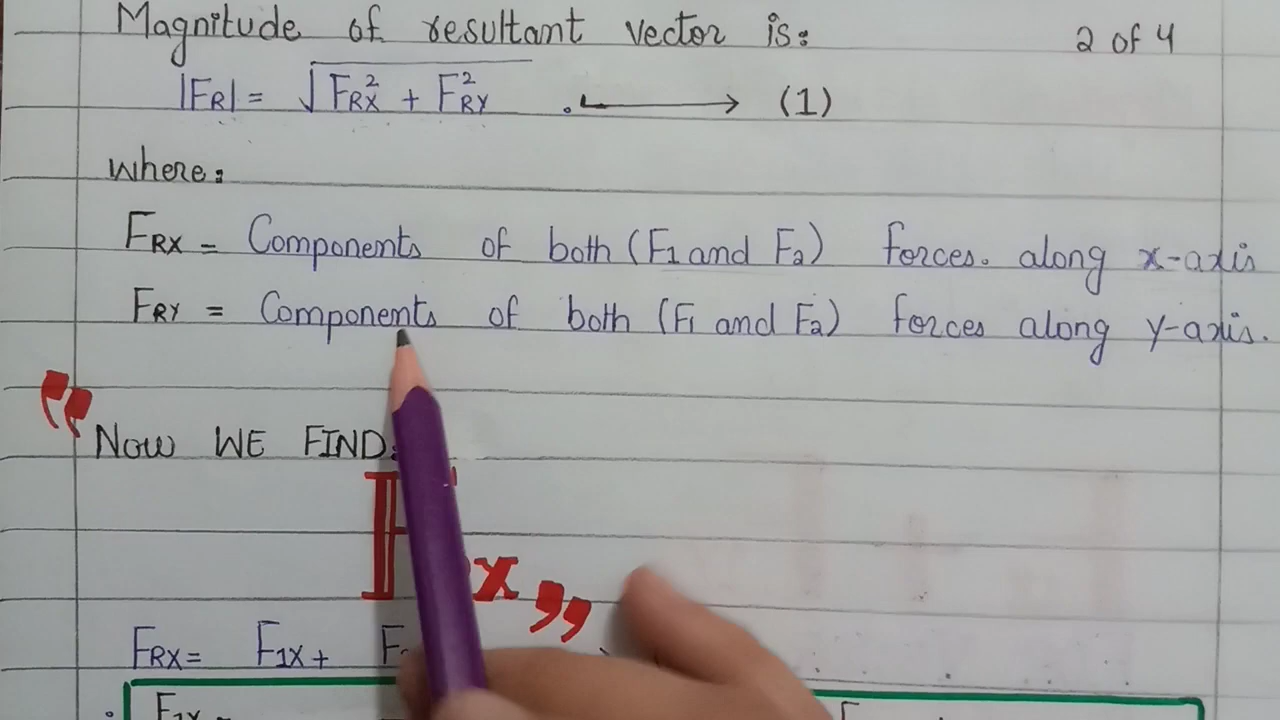 Magnitude of resultant vector is: 2 of 4
|FR| = √FRX² + FRY² (1)
where:
FRX = Components of both (F1 and F2) forces. along x-axis
FRY = Components of both (F1 and F2) forces along y-axis.
"NOW WE FIND:
F x"
FRX = F1X +
F1X =